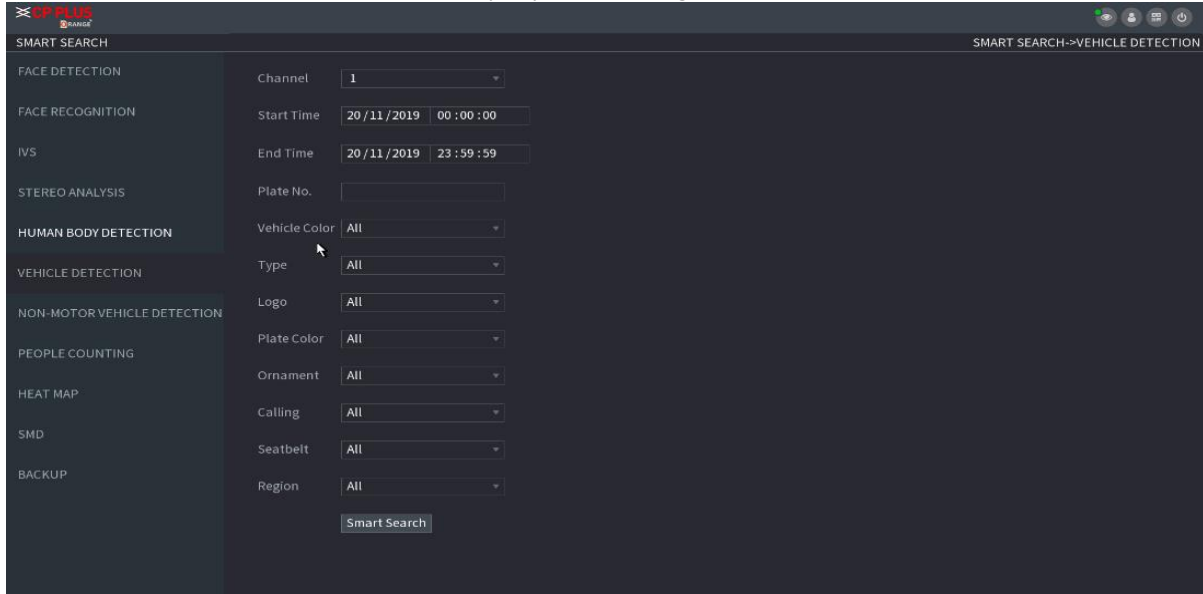 CP PLUS
ORANGE
SMART SEARCH
SMART SEARCH->VEHICLE DETECTION
FACE DETECTION
FACE RECOGNITION
IVS
STEREO ANALYSIS
HUMAN BODY DETECTION
VEHICLE DETECTION
NON-MOTOR VEHICLE DETECTION
PEOPLE COUNTING
HEAT MAP
SMD
BACKUP
Channel 1
Start Time 20 /11 /2019 00 :00 :00
End Time 20 /11 /2019 23 :59 :59
Plate No.
Vehicle Color All
Type All
Logo All
Plate Color All
Ornament All
Calling All
Seatbelt All
Region All
Smart Search